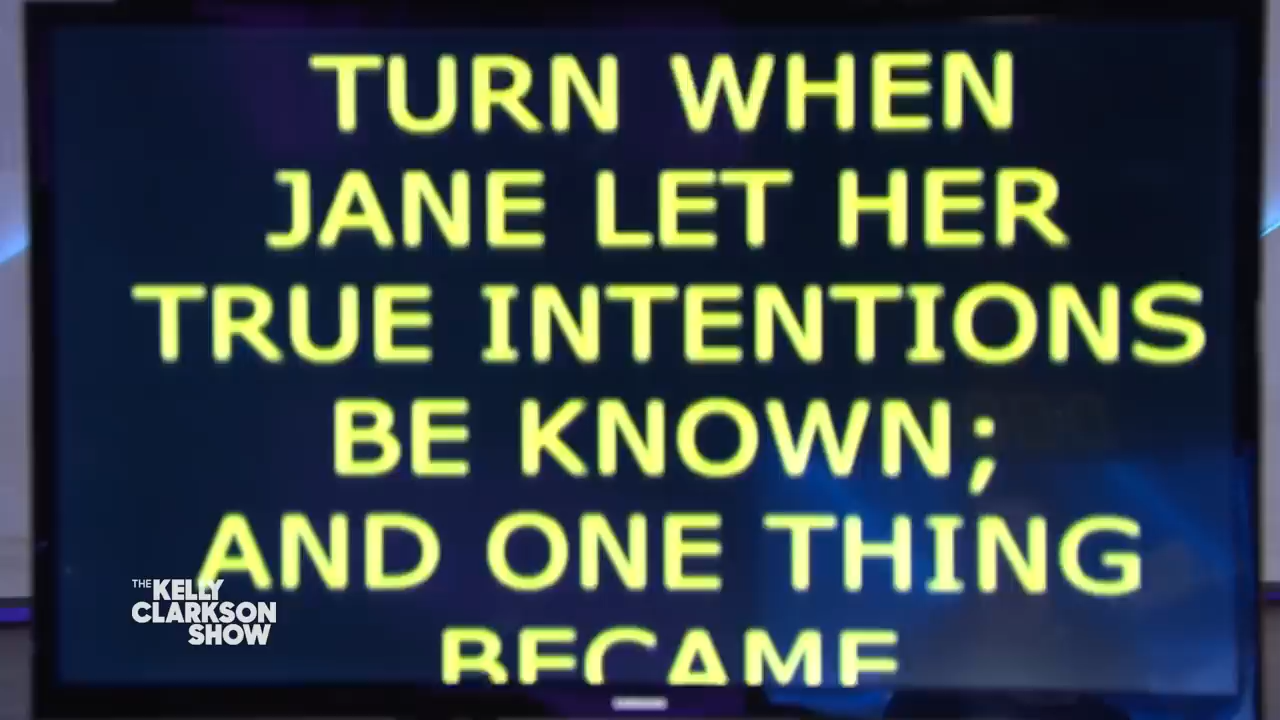 TURN WHEN
JANE LET HER
TRUE INTENTIONS
BE KNOWN;
AND ONE THING
BECAME
THE
KELLY
CLARKSON
SHOW